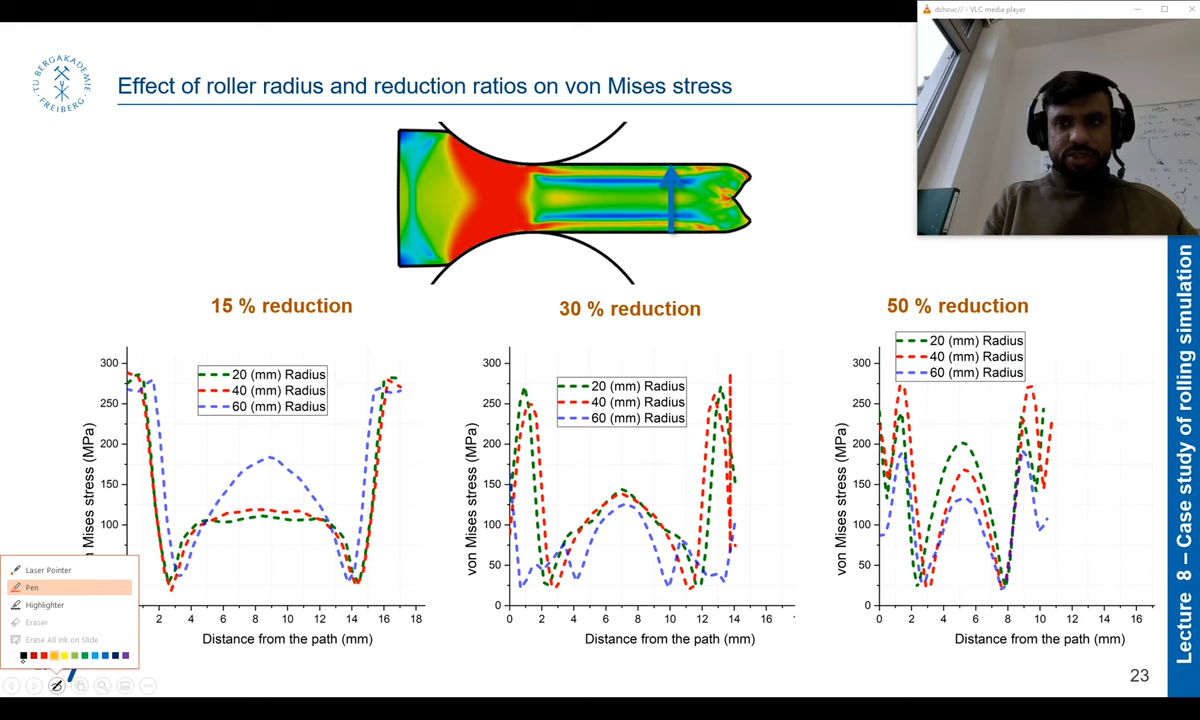 dshow:// - VLC media player
TU BERGAKADEMIE
FREIBERG
Effect of roller radius and reduction ratios on von Mises stress
15 % reduction
30 % reduction
50 % reduction
300
250
200
150
100
20 (mm) Radius
40 (mm) Radius
60 (mm) Radius
n Mises stress (MPa)
2 4 6 8 10 12 14 16 18
Distance from the path (mm)
300
250
200
150
100
50
0
20 (mm) Radius
40 (mm) Radius
60 (mm) Radius
von Mises stress (MPa)
0 2 4 6 8 10 12 14 16
Distance from the path (mm)
300
250
200
150
100
50
0
20 (mm) Radius
40 (mm) Radius
60 (mm) Radius
von Mises stress (MPa)
0 2 4 6 8 10 12 14 16
Distance from the path (mm)
Laser Pointer
Pen
Highlighter
Eraser
Erase All Ink on Slide
Lecture 8 – Case study of rolling simulation
23